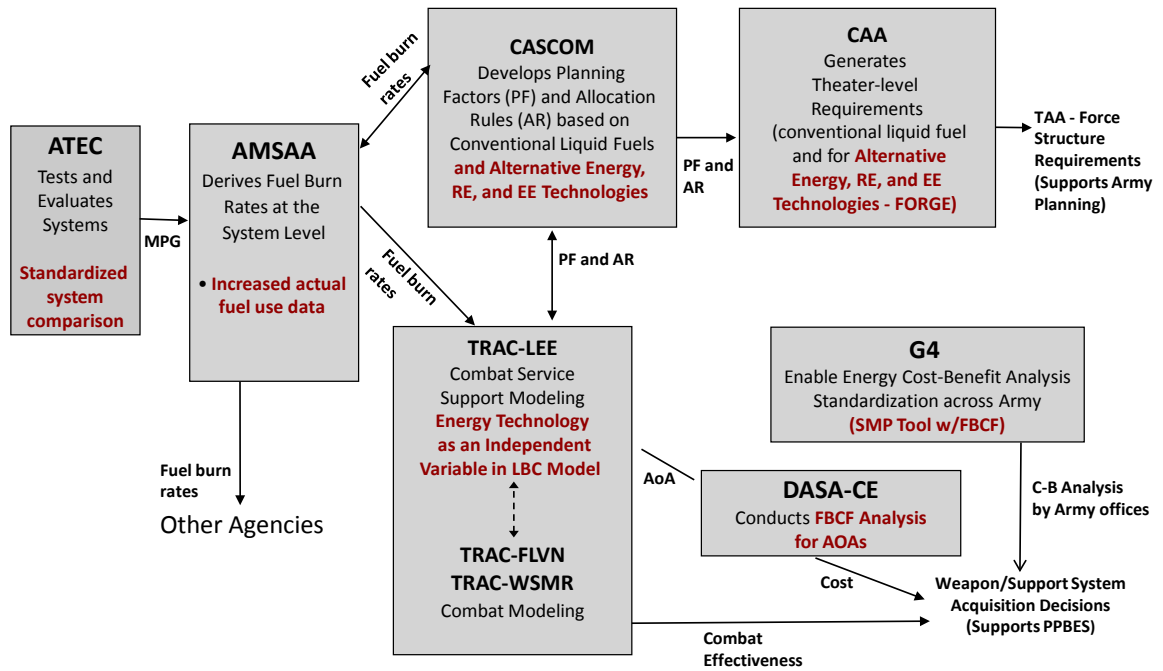 ATEC
Tests and
Evaluates
Systems
Standardized
system
comparison
MPG
AMSAA
Derives Fuel Burn
Rates at the
System Level
• Increased actual
fuel use data
Fuel burn
rates
Other Agencies
Fuel burn
rates
Fuel burn
rates
CASCOM
Develops Planning
Factors (PF) and Allocation
Rules (AR) based on
Conventional Liquid Fuels
and Alternative Energy,
RE, and EE Technologies
PF and
AR
CAA
Generates
Theater-level
Requirements
(conventional liquid fuel
and for Alternative
Energy, RE, and EE
Technologies - FORGE)
TAA - Force
Structure
Requirements
(Supports Army
Planning)
PF and AR
TRAC-LEE
Combat Service
Support Modeling
Energy Technology
as an Independent
Variable in LBC Model
TRAC-FLVN
TRAC-WSMR
Combat Modeling
AoA
G4
Enable Energy Cost-Benefit Analysis
Standardization across Army
(SMP Tool w/FBCF)
DASA-CE
Conducts FBCF Analysis
for AOAs
C-B Analysis
by Army offices
Cost
Weapon/Support System
Acquisition Decisions
(Supports PPBES)
Combat
Effectiveness